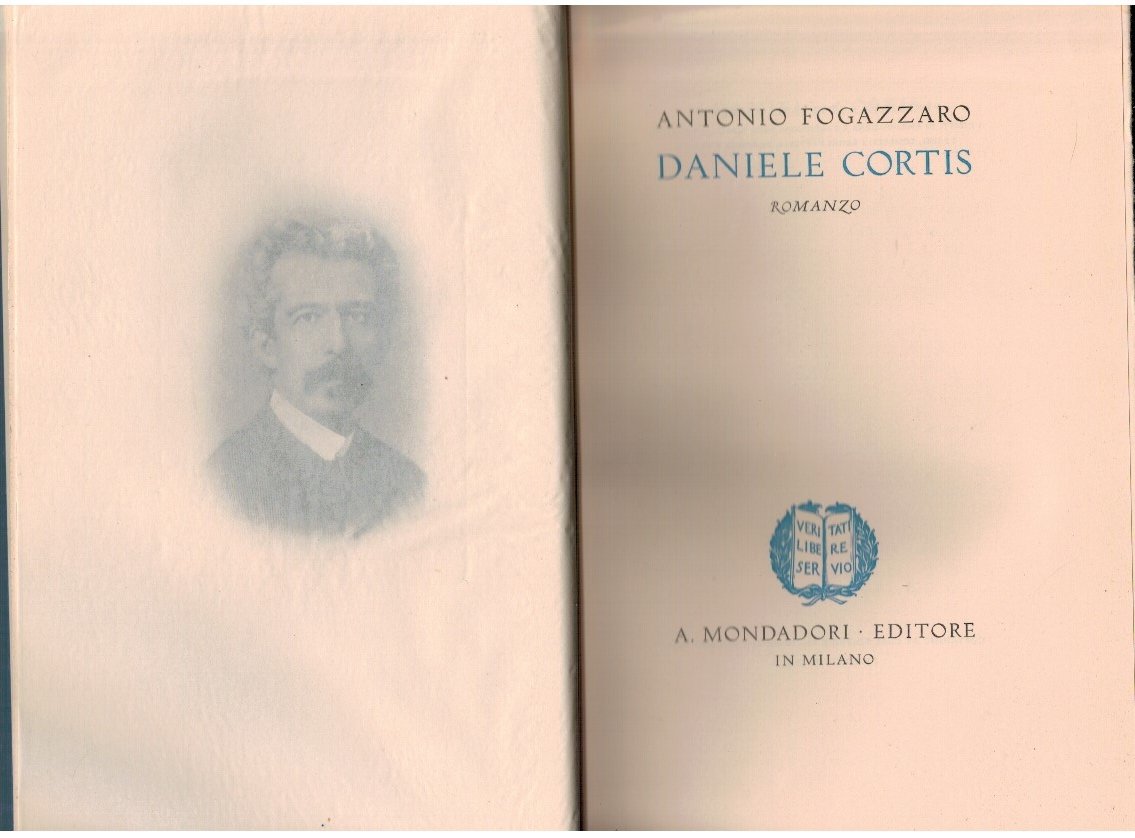 ANTONIO FOGAZZARO
DANIELE CORTIS
ROMANZO
VERI TATI
LIBE RE
SER VIO
A. MONDADORI · EDITORE
IN MILANO